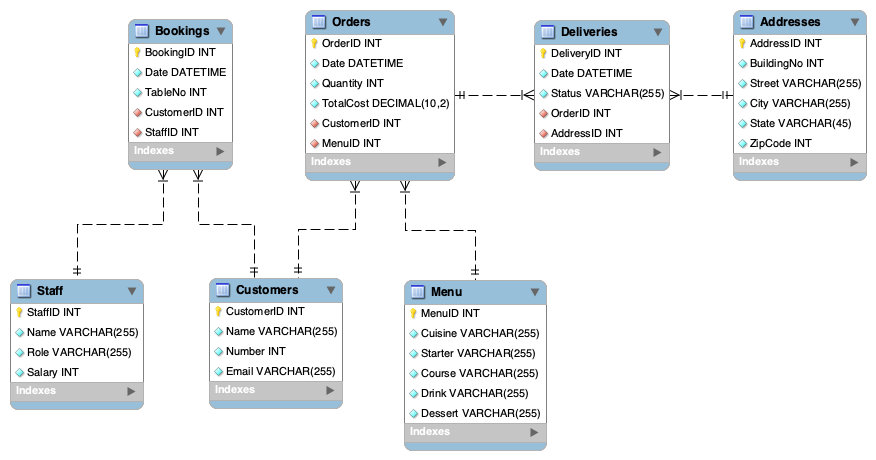 Bookings
BookingID INT
Date DATETIME
TableNo INT
CustomerID INT
StaffID INT
Indexes
Orders
OrderID INT
Date DATETIME
Quantity INT
TotalCost DECIMAL(10,2)
CustomerID INT
MenuID INT
Indexes
Deliveries
DeliveryID INT
Date DATETIME
Status VARCHAR(255)
OrderID INT
AddressID INT
Indexes
Addresses
AddressID INT
BuildingNo INT
Street VARCHAR(255)
City VARCHAR(255)
State VARCHAR(45)
ZipCode INT
Indexes
Staff
StaffID INT
Name VARCHAR(255)
Role VARCHAR(255)
Salary INT
Indexes
Customers
CustomerID INT
Name VARCHAR(255)
Number INT
Email VARCHAR(255)
Indexes
Menu
MenuID INT
Cuisine VARCHAR(255)
Starter VARCHAR(255)
Course VARCHAR(255)
Drink VARCHAR(255)
Dessert VARCHAR(255)
Indexes